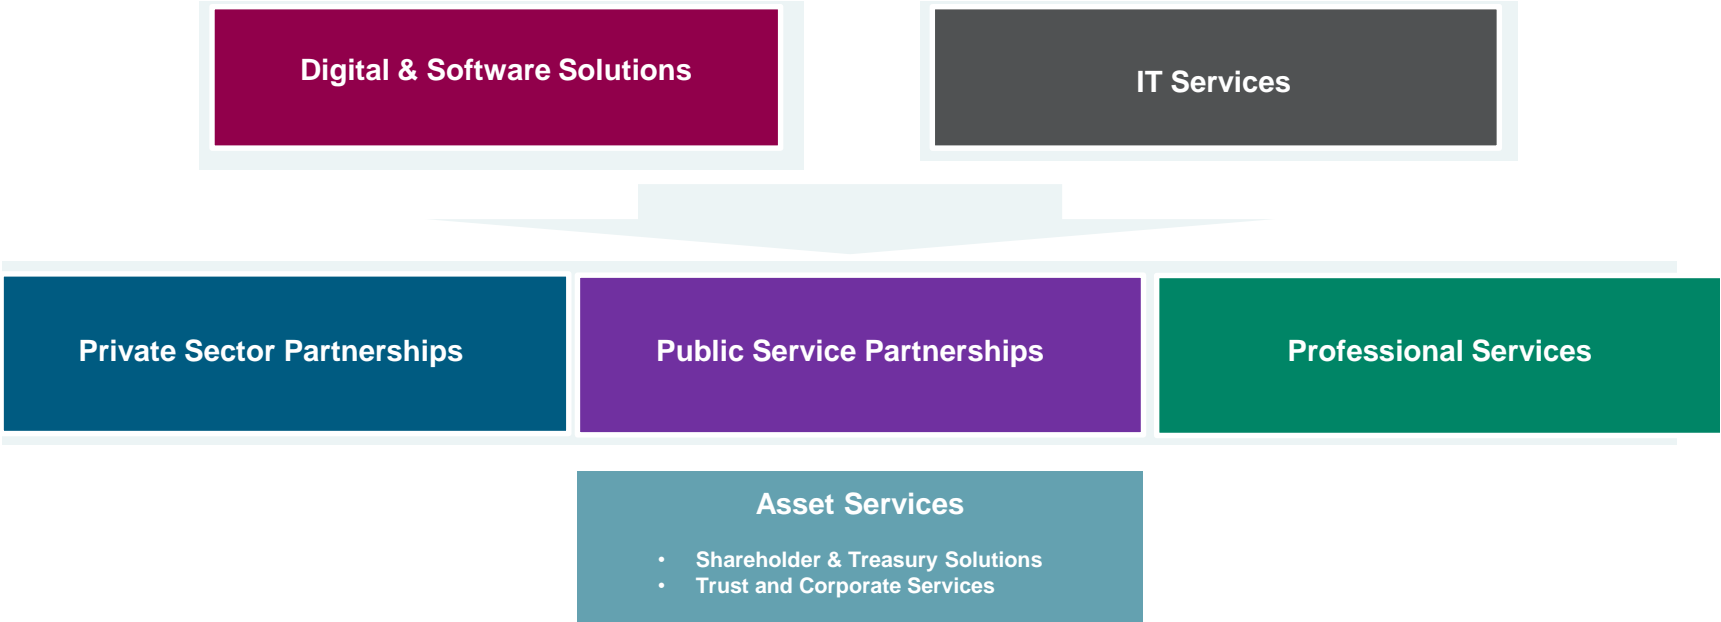 Digital & Software Solutions
IT Services
Private Sector Partnerships
Public Service Partnerships
Professional Services
Asset Services
• Shareholder & Treasury Solutions
• Trust and Corporate Services